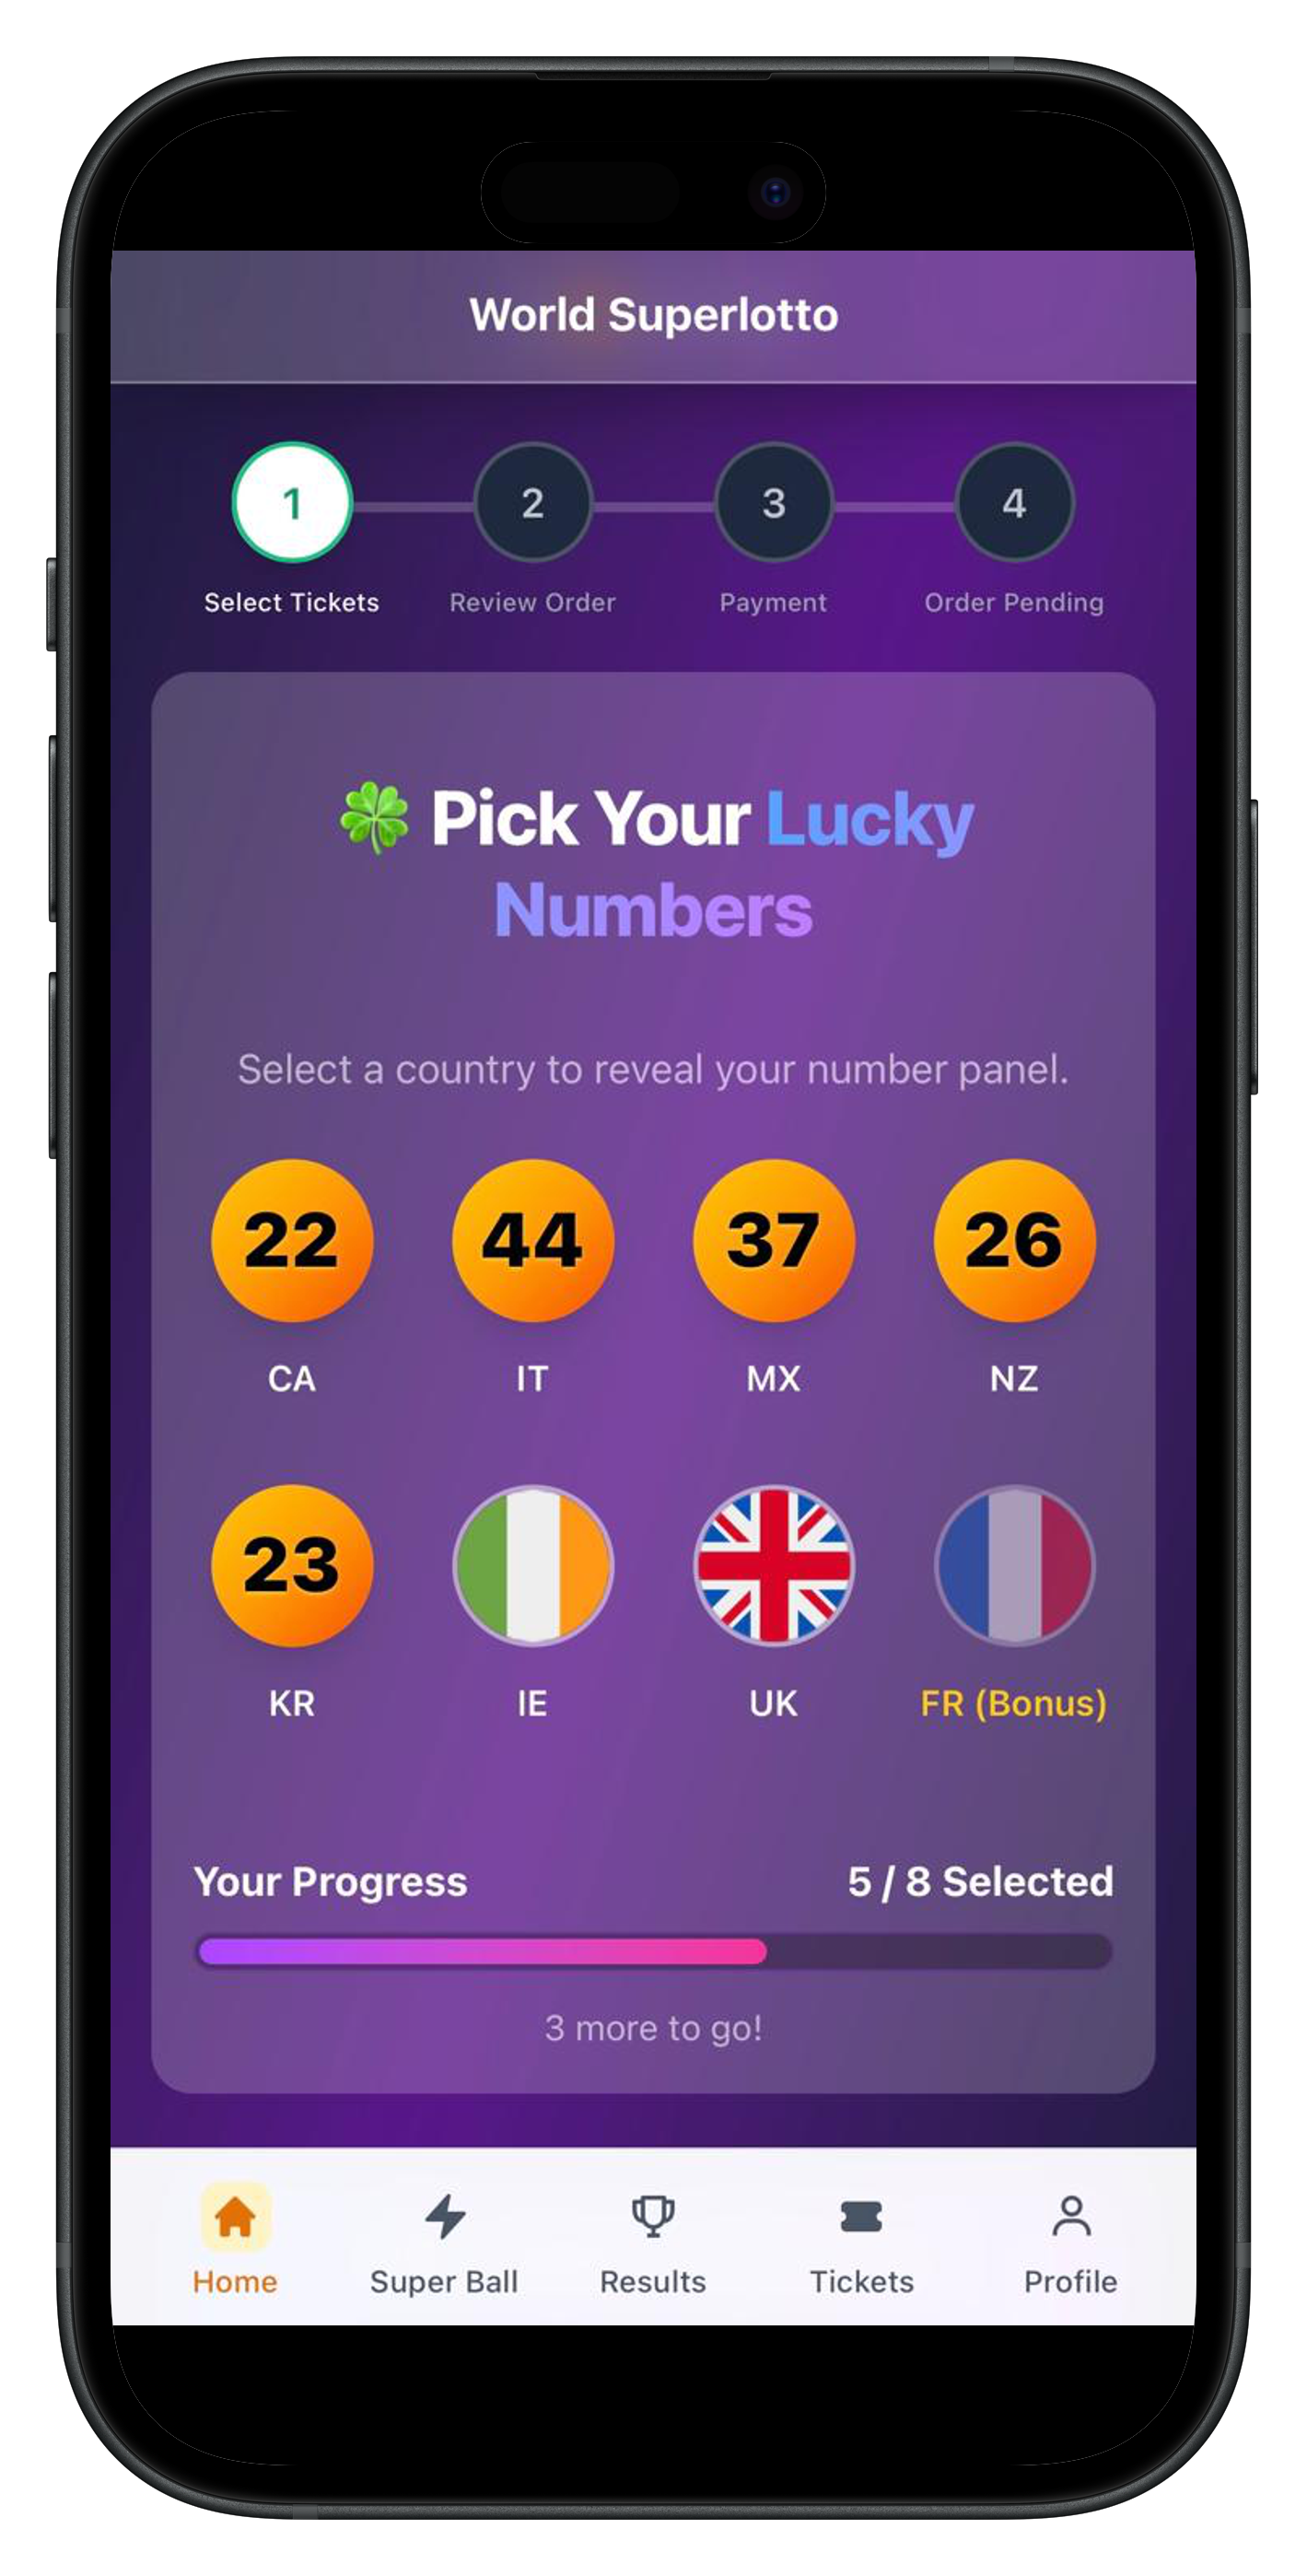 World Superlotto
1 2 3 4
Select Tickets Review Order Payment Order Pending
Pick Your Lucky
Numbers
Select a country to reveal your number panel.
22 44 37 26
CA IT MX NZ
23
KR IE UK FR (Bonus)
Your Progress 5 / 8 Selected
3 more to go!
Home Super Ball Results Tickets Profile